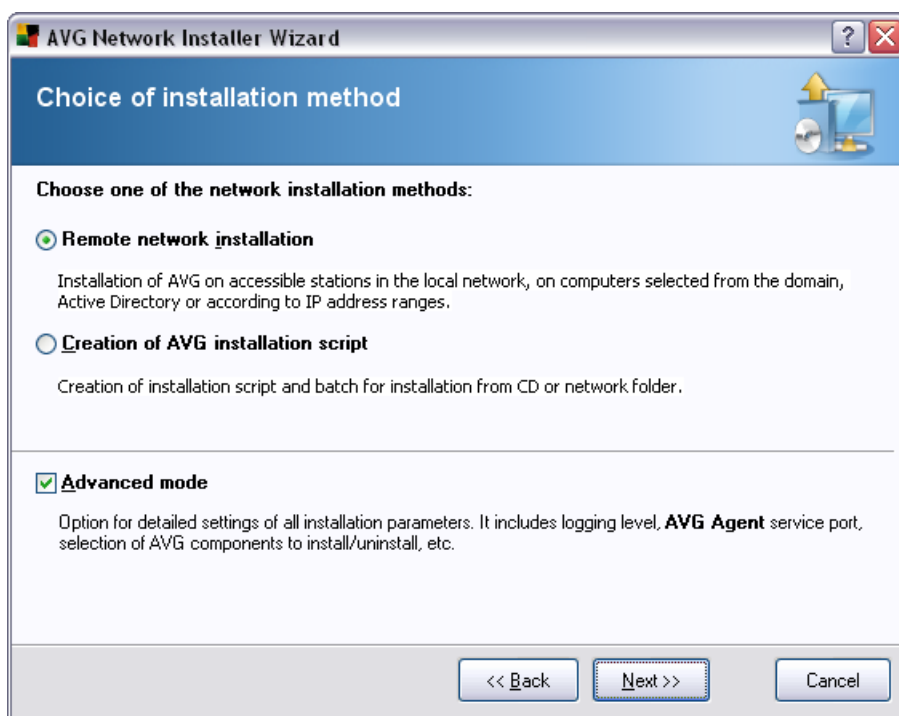 AVG Network Installer Wizard
?
Choice of installation method
Choose one of the network installation methods:
Remote network installation
Installation of AVG on accessible stations in the local network, on computers selected from the domain,
Active Directory or according to IP address ranges.
Creation of AVG installation script
Creation of installation script and batch for installation from CD or network folder.
Advanced mode
Option for detailed settings of all installation parameters. It includes logging level, AVG Agent service port,
selection of AVG components to install/uninstall, etc.
<< Back
Next >>
Cancel